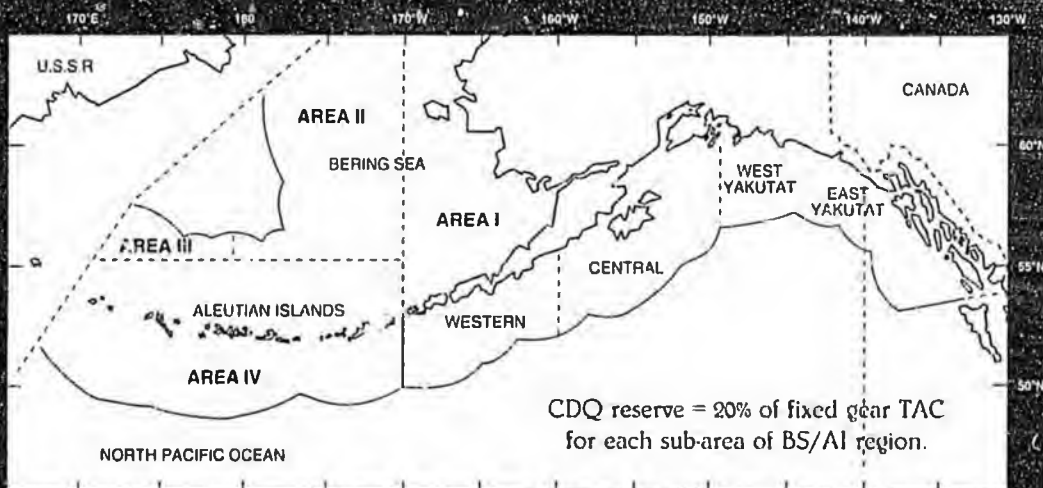 170°E 180 170°W 160°W 150°W 140°W 130°W
U.S.S.R
CANADA
AREA II
60°N
BERING SEA
WEST
YAKUTAT
EAST
YAKUTAT
AREA I
AREA III
55°N
CENTRAL
ALEUTIAN ISLANDS
WESTERN
AREA IV
50°N
CDQ reserve = 20% of fixed gear TAC
for each sub-area of BS/AI region.
NORTH PACIFIC OCEAN